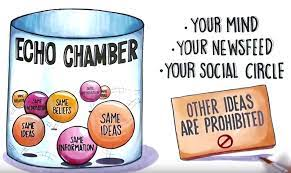 ECHO CHAMBER
SAME
BELIEFS
SAME
INFORMATION
SAME
IDEAS
SAME
IDEAS
SAME
INFORMATION
· YOUR MIND
· YOUR NEWSFEED
· YOUR SOCIAL CIRCLE
OTHER IDEAS
ARE PROHIBITED